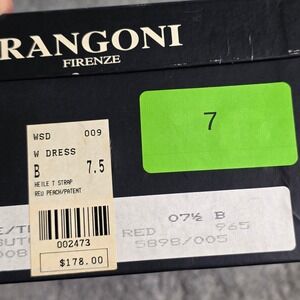 RANGONI
FIRENZE
7
WSD 009
W DRESS
B 7.5
HEILE T STRAP
RED PEACH/PATENT
002473
$178.00
07½ B
RED 965
5898/005